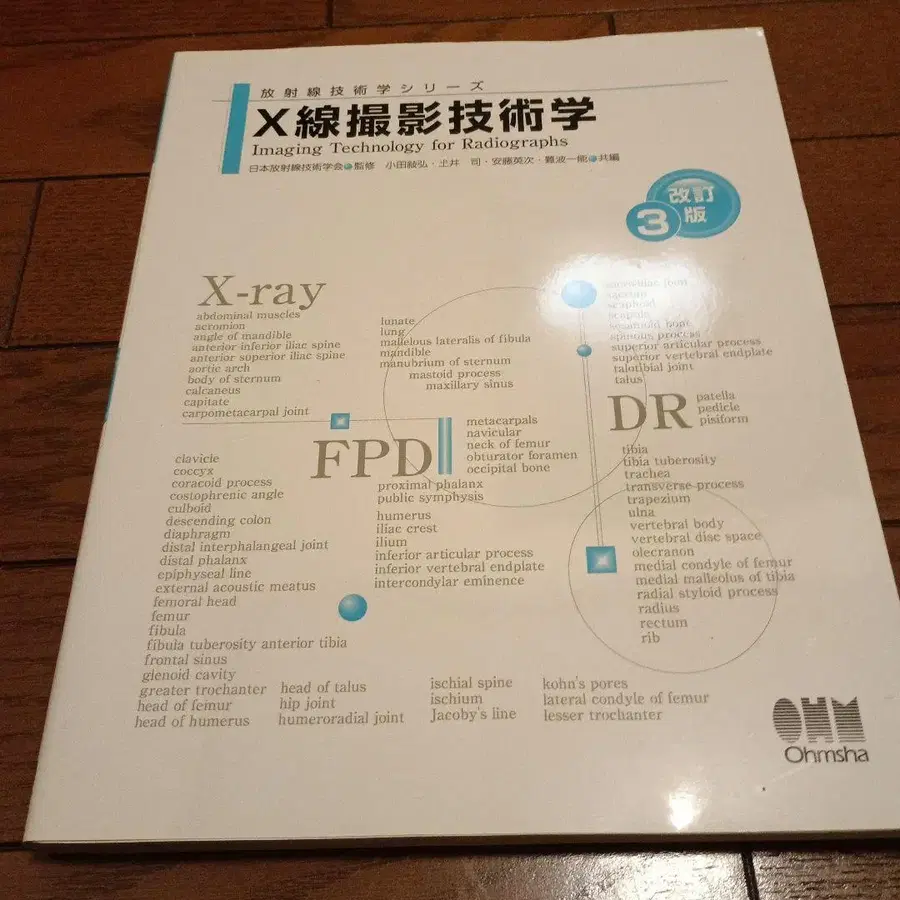 放射線技術学シリーズ
X線撮影技術学
Imaging Technology for Radiographs
日本放射線技術学会 監修 小田敍弘・土井 司・安藤英次・難波一能 共編
改訂
3
版
X-ray
abdominal muscles
acromion
angle of mandible
anterior inferior iliac spine
anterior superior iliac spine
aortic arch
body of sternum
calcaneus
capitate
carpometacarpal joint
lunate
lung
mallelous lateralis of fibula
mandible
manubrium of sternum
mastoid process
maxillary sinus
sacroiliac joint
sacrum
scaphoid
scapula
sesamoid bone
spinous process
superior articular process
superior vertebral endplate
talotibial joint
talus
DR
patella
pedicle
pisiform
FPD
metacarpals
navicular
neck of femur
obturator foramen
occipital bone
proximal phalanx
public symphysis
clavicle
coccyx
coracoid process
costophrenic angle
culboid
descending colon
diaphragm
distal interphalangeal joint
distal phalanx
epiphyseal line
external acoustic meatus
femoral head
femur
fibula
fibula tuberosity anterior tibia
frontal sinus
glenoid cavity
greater trochanter
head of femur
head of humerus
humerus
iliac crest
ilium
inferior articular process
inferior vertebral endplate
intercondylar eminence
tibia
tibia tuberosity
trachea
transverse process
trapezium
ulna
vertebral body
vertebral disc space
olecranon
medial condyle of femur
medial malleolus of tibia
radial styloid process
radius
rectum
rib
head of talus
hip joint
humeroradial joint
ischial spine
ischium
Jacoby's line
kohn's pores
lateral condyle of femur
lesser trochanter
OHM
Ohmsha